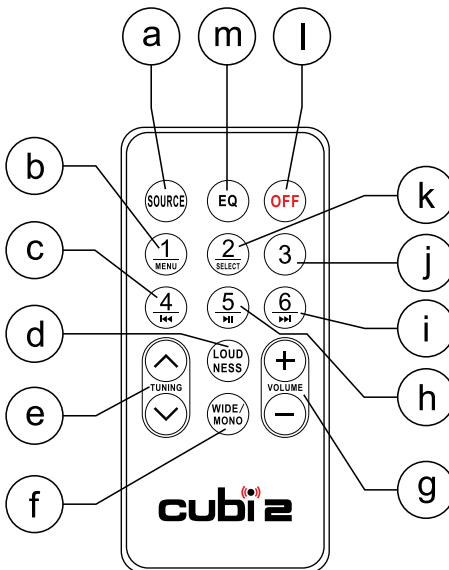 a m l
b k
SOURCE EQ OFF
1 2 3
MENU SELECT
c j
4 5 6
⏮ ⏯ ⏭
d i
LOUD
NESS
e TUNING VOLUME h
WIDE/
MONO
+
−
f g
cubi 2